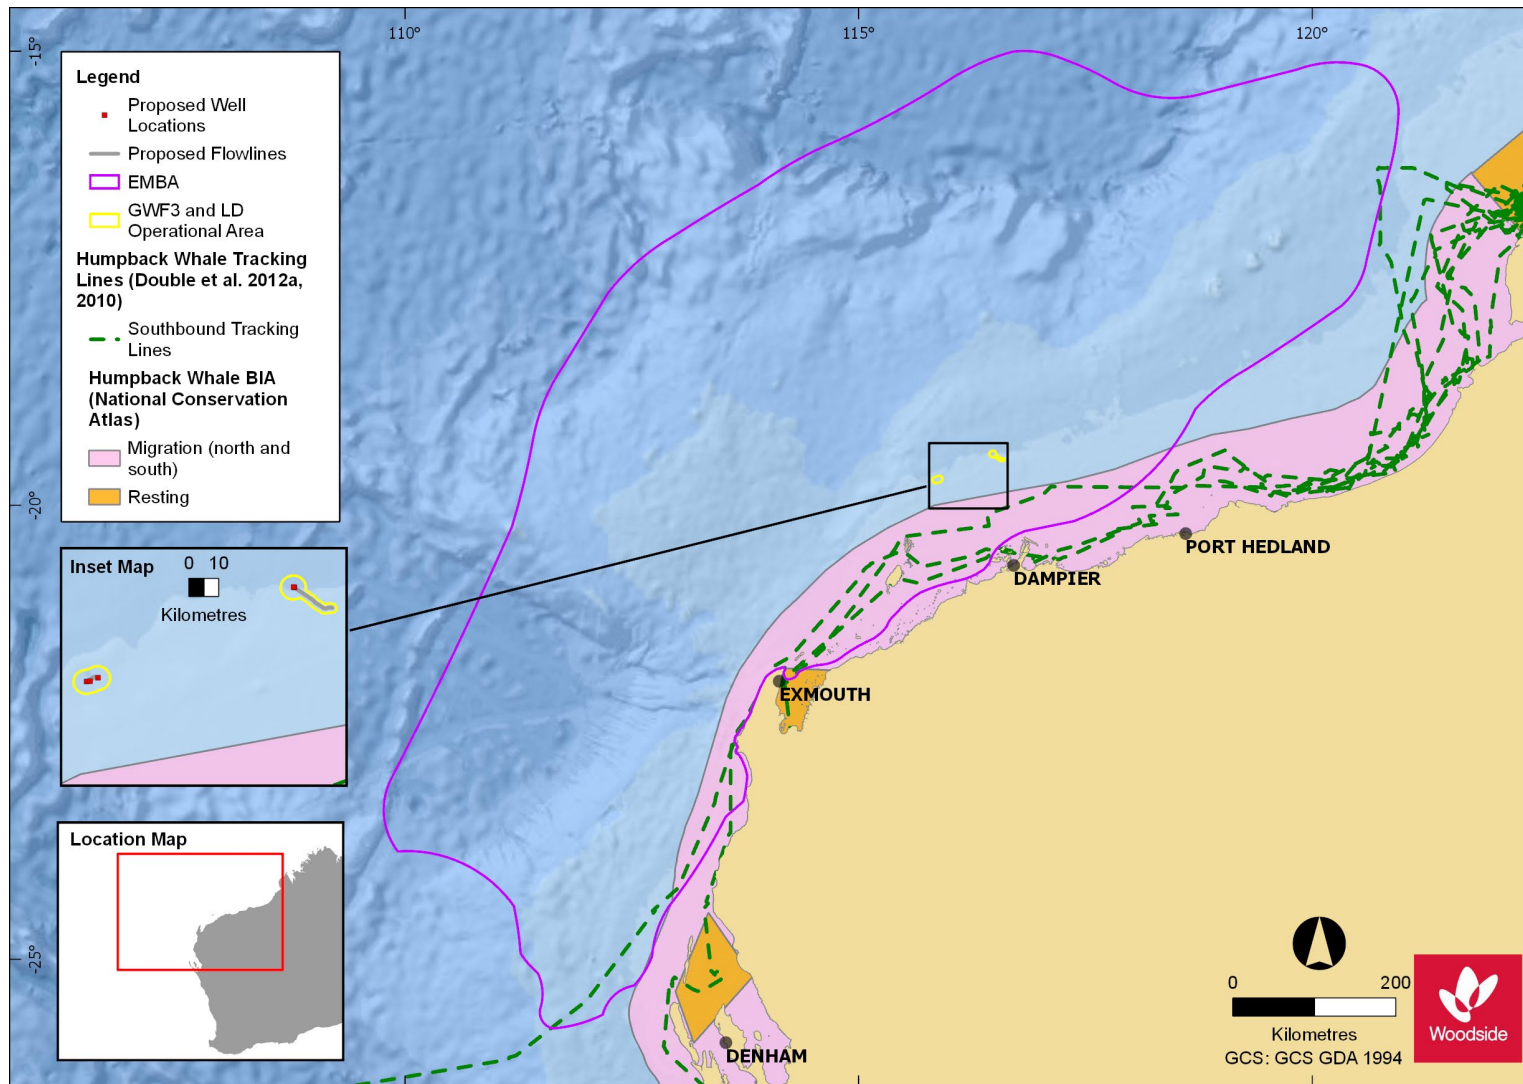 110°
115°
120°
-15°
-20°
-25°
Legend
Proposed Well
Locations
Proposed Flowlines
EMBA
GWF3 and LD
Operational Area
Humpback Whale Tracking
Lines (Double et al. 2012a,
2010)
Southbound Tracking
Lines
Humpback Whale BIA
(National Conservation
Atlas)
Migration (north and
south)
Resting
Inset Map
0 10
Kilometres
Location Map
PORT HEDLAND
DAMPIER
EXMOUTH
DENHAM
0 200
Kilometres
GCS: GCS GDA 1994
Woodside